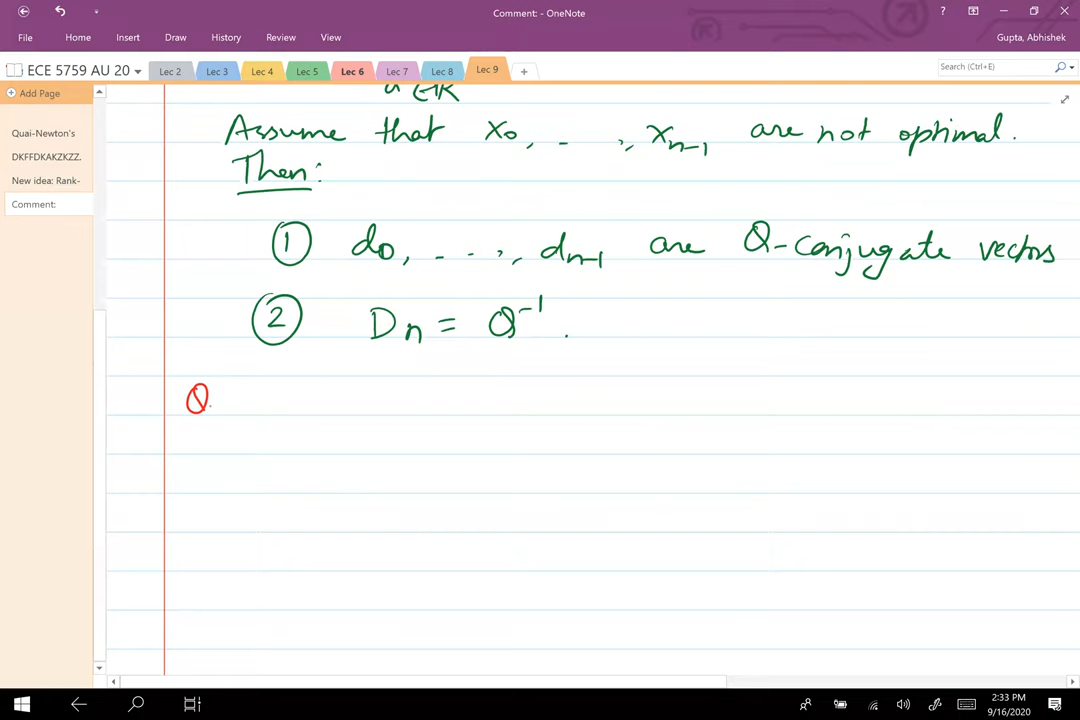 Comment: - OneNote
Gupta, Abhishek
File Home Insert Draw History Review View
ECE 5759 AU 20 Lec 2 Lec 3 Lec 4 Lec 5 Lec 6 Lec 7 Lec 8 Lec 9
Search (Ctrl+E)
Add Page
Quai-Newton's
DKFFDKAKZKZZ.
New idea: Rank-
Comment:
Assume that x0, - .., xn-1 are not optimal.
Then:
① d0, - - .., dn-1 are Q-conjugate vectors
② Dn = Q^-1.
Q.
2:33 PM
9/16/2020